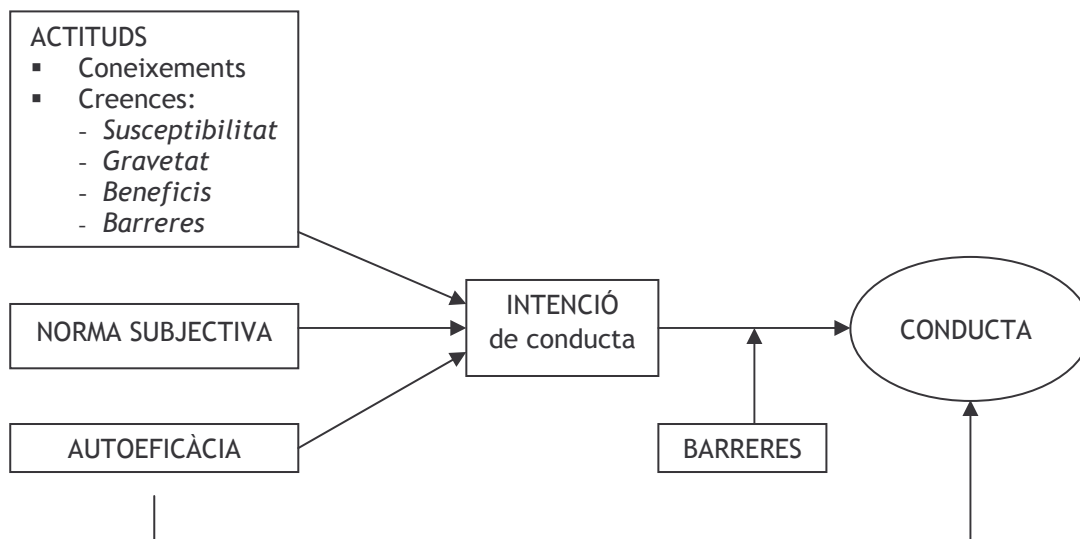 ACTITUDS
▪ Coneixements
▪ Creences:
- Susceptibilitat
- Gravetat
- Beneficis
- Barreres
NORMA SUBJECTIVA
AUTOEFICÀCIA
INTENCIÓ
de conducta
BARRERES
CONDUCTA